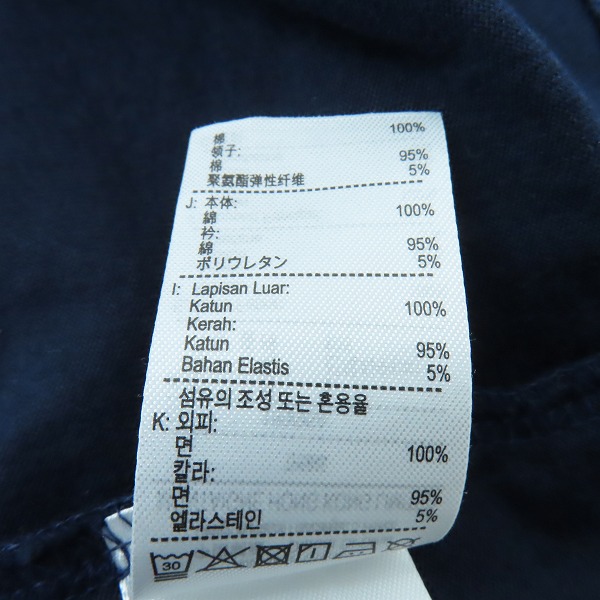 棉 100%
领子:
棉 95%
聚氨酯弹性纤维 5%
J: 本体:
綿 100%
衿:
綿 95%
ポリウレタン 5%
I: Lapisan Luar:
Katun 100%
Kerah:
Katun 95%
Bahan Elastis 5%
섬유의 조성 또는 혼용율
K: 외피:
면 100%
칼라:
면 95%
엘라스테인 5%
30